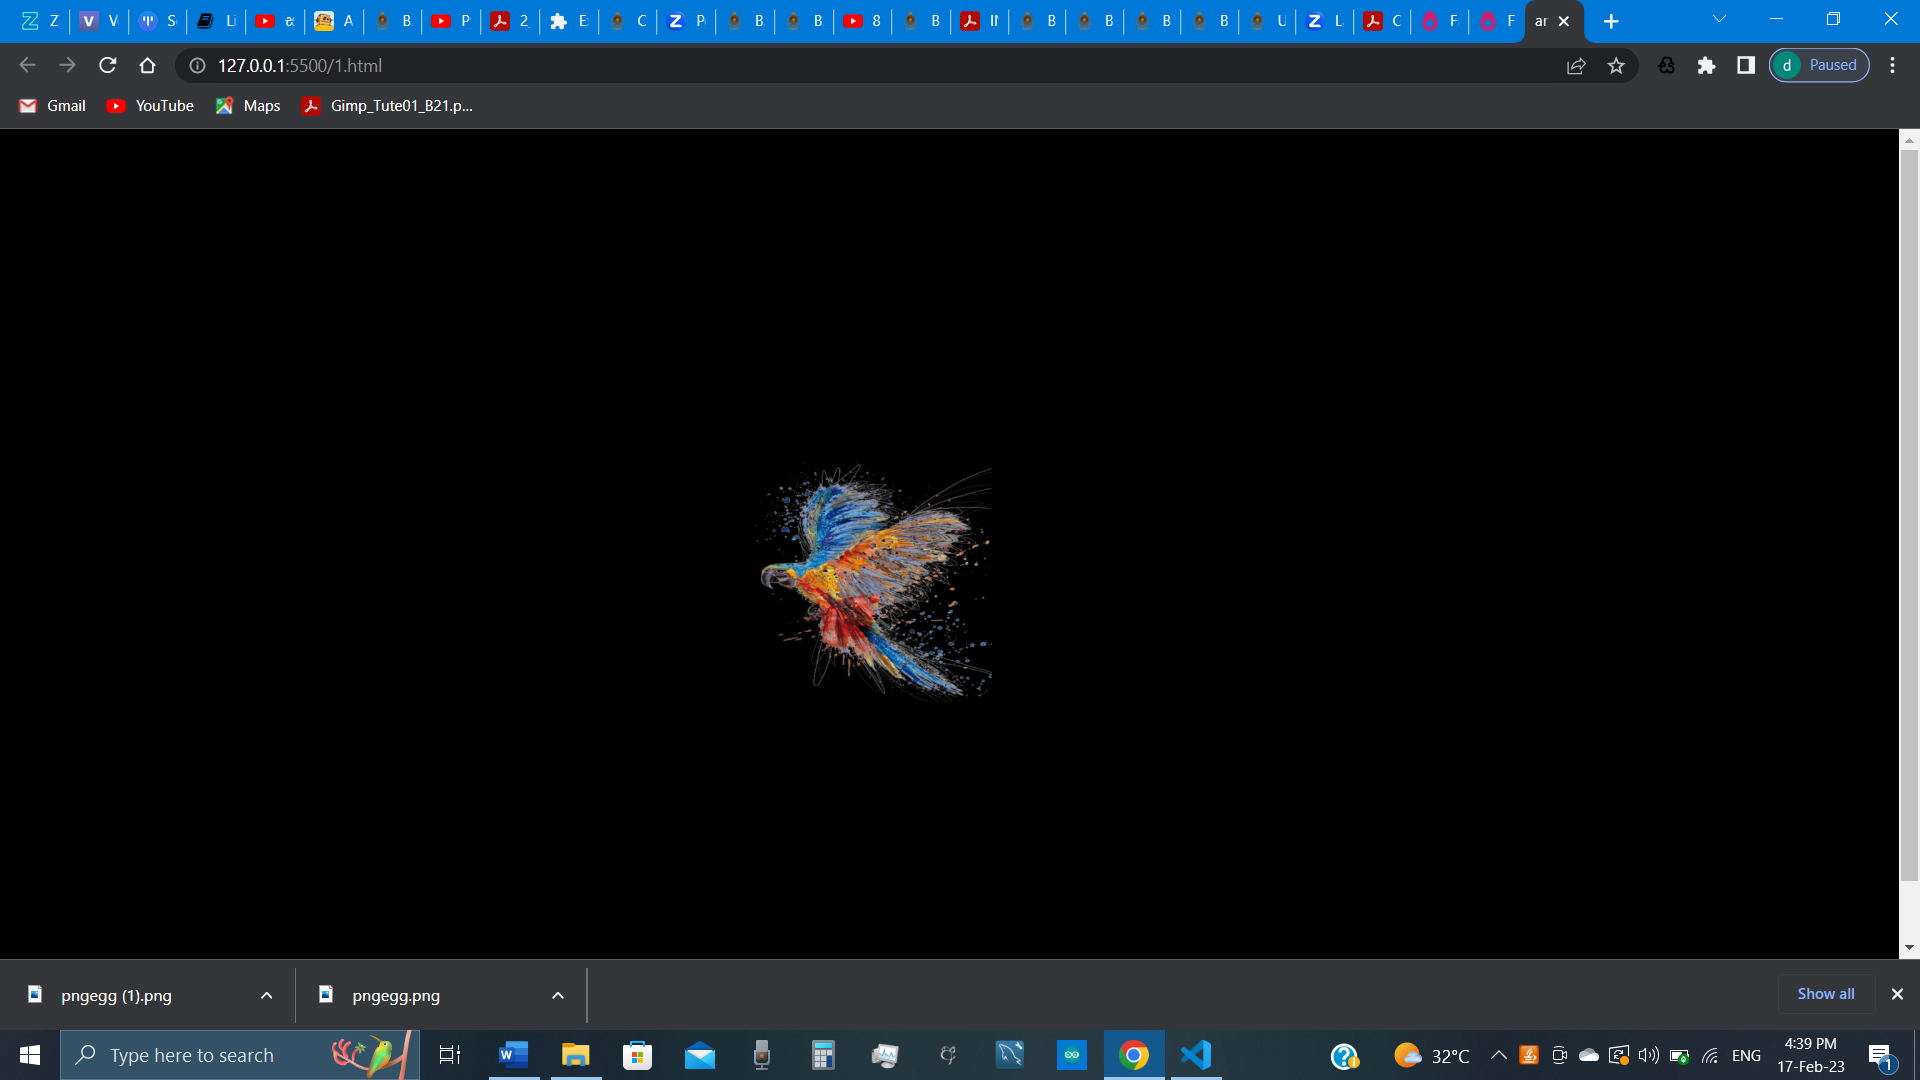 Z V S Li a A B P 2 E C P B B 8 B II B B B B U L C F F ar
127.0.0.1:5500/1.html
d Paused
Gmail YouTube Maps Gimp_Tute01_B21.p...
pngegg (1).png pngegg.png Show all
Type here to search 32°C ENG 4:39 PM
17-Feb-23 1